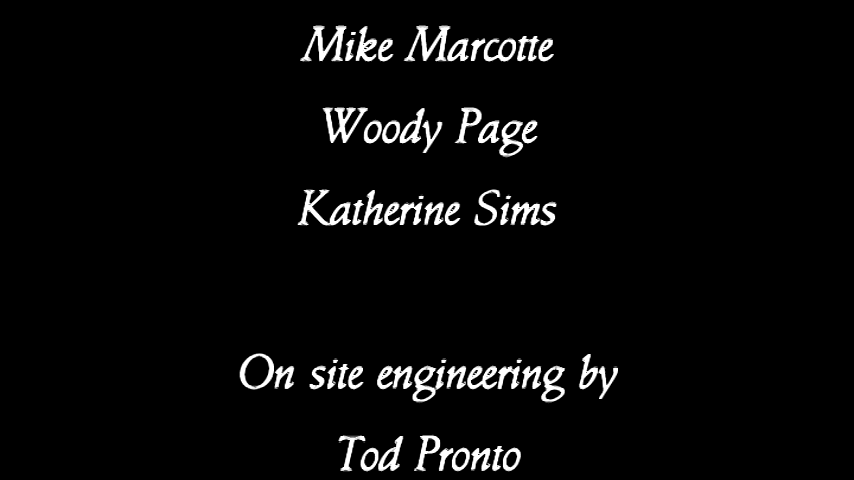 Mike Marcotte
Woody Page
Katherine Sims
On site engineering by
Tod Pronto